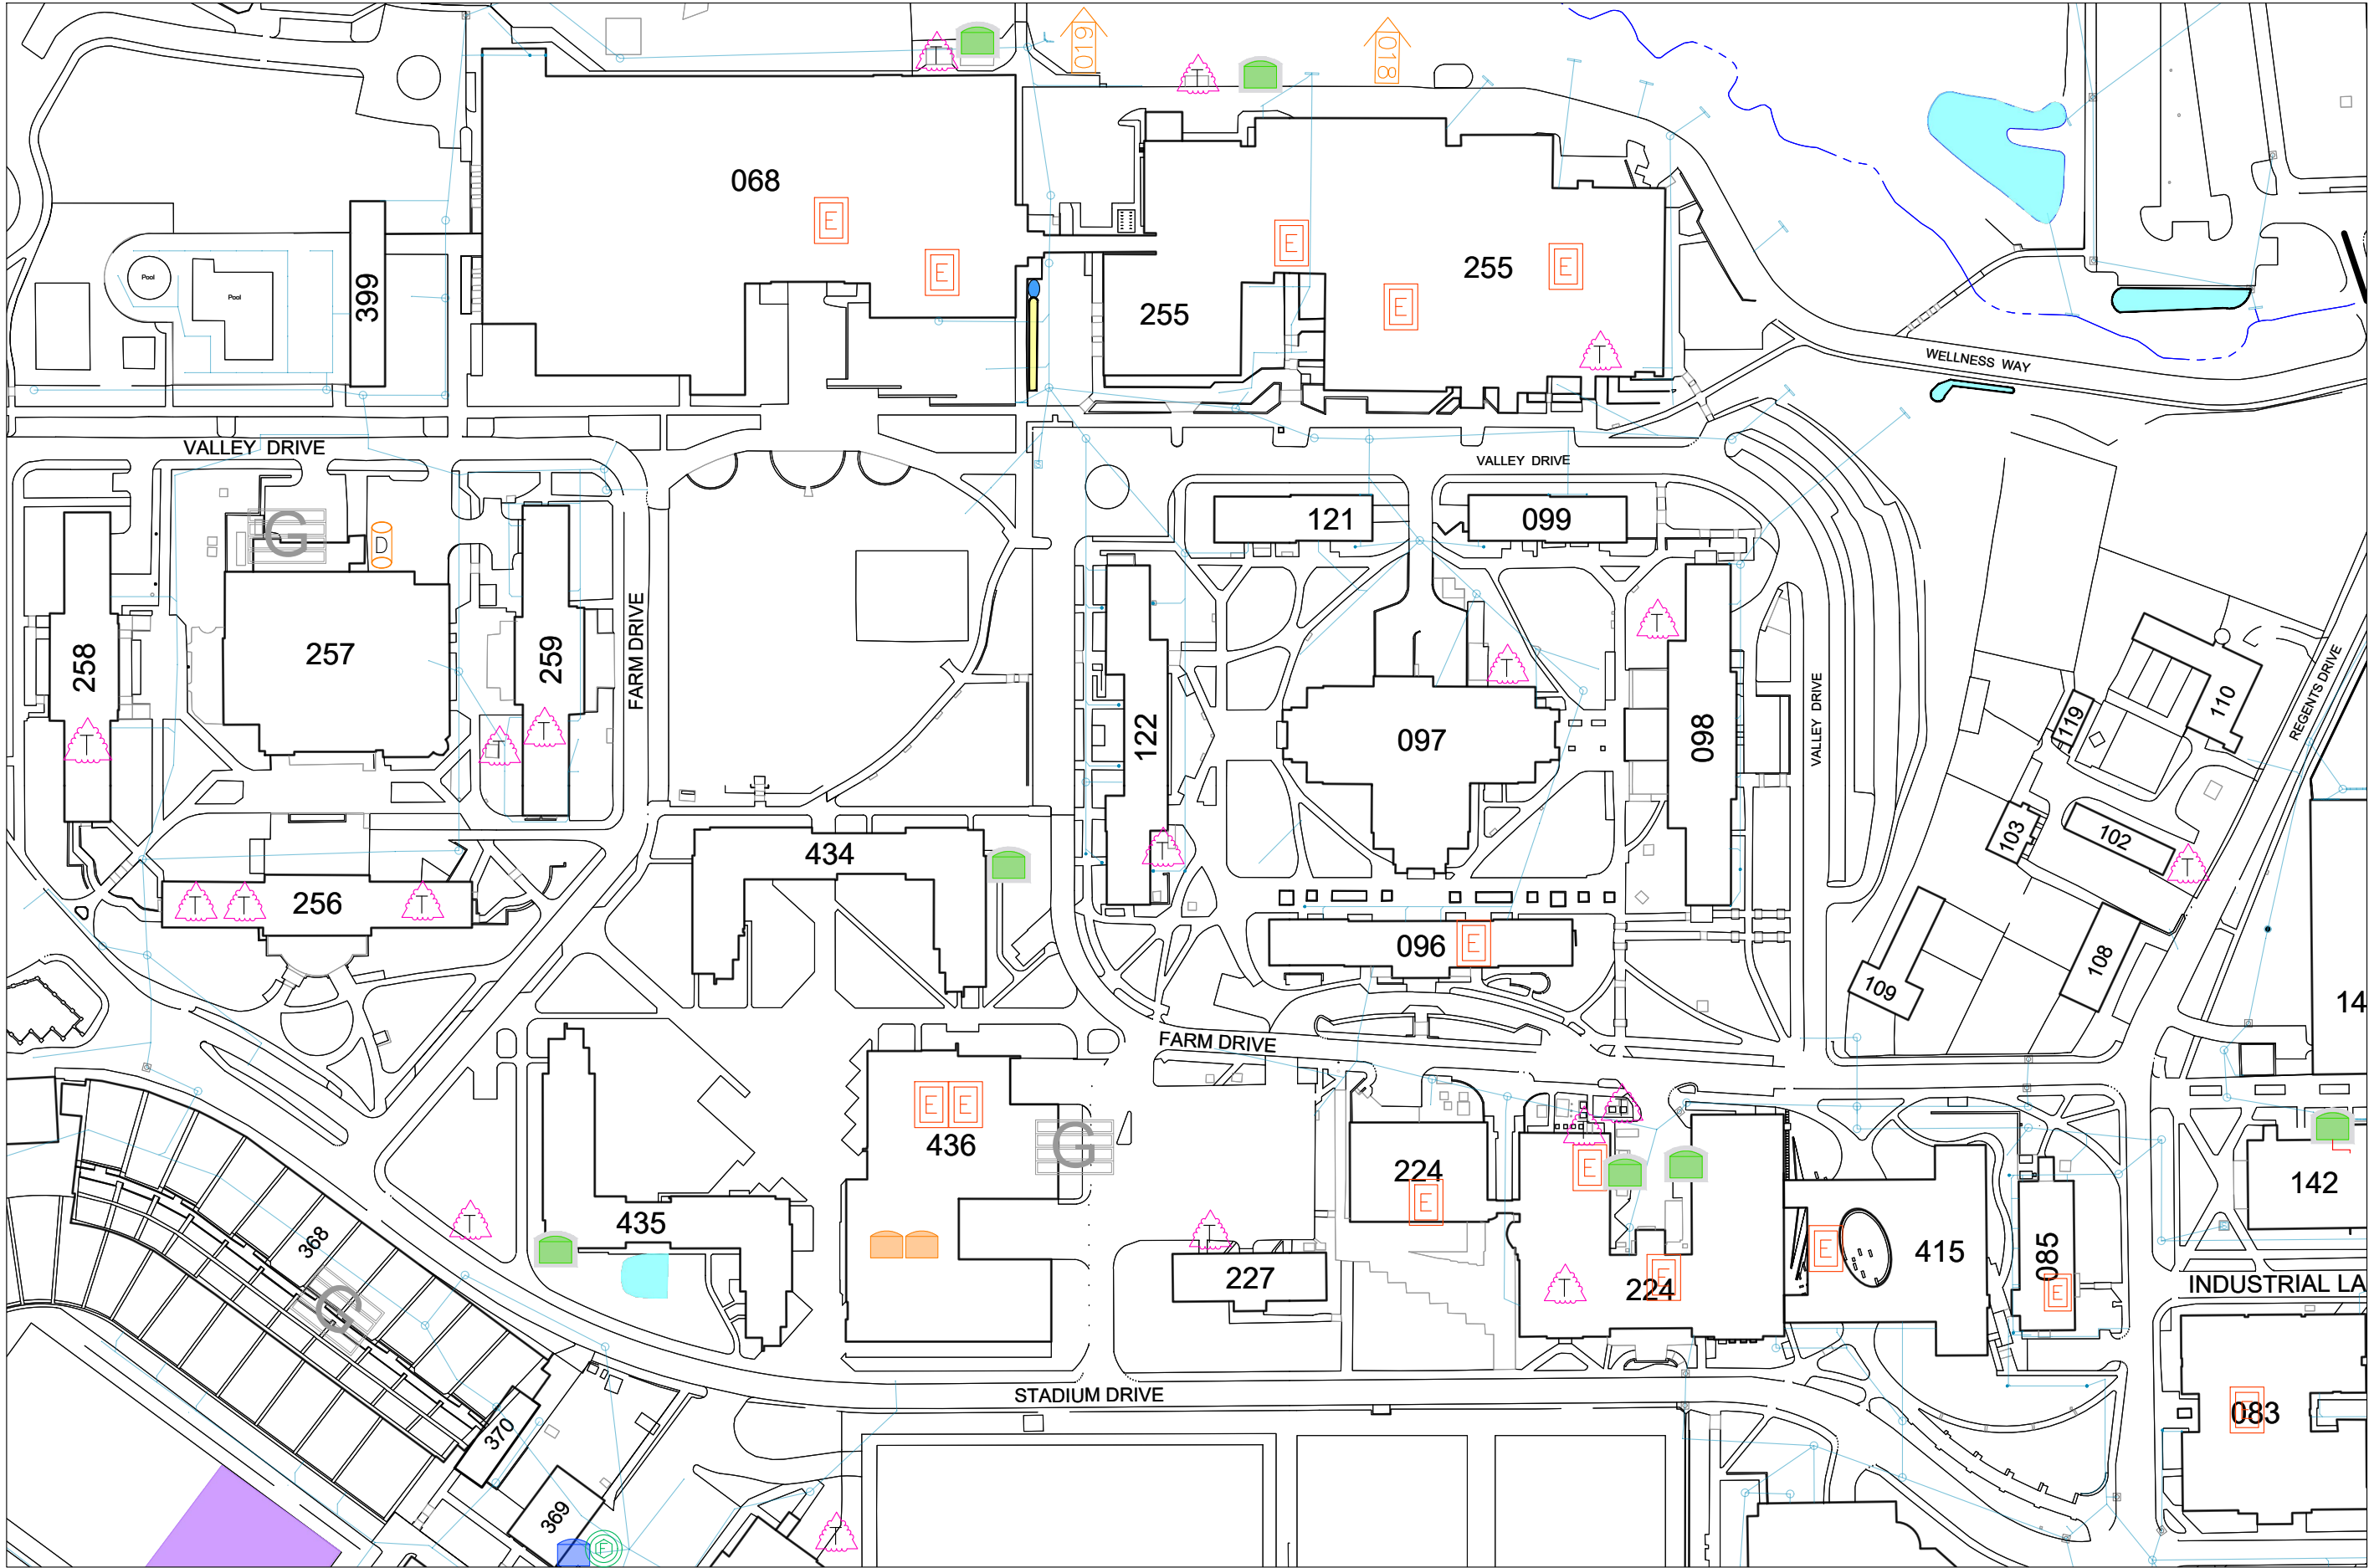 T
019
T
018
068
E
E
399
Pool
Pool
E
255
E
E
255
T
WELLNESS WAY
VALLEY DRIVE
VALLEY DRIVE
G
D
121
099
258
257
259
FARM DRIVE
T
T
T
T
T
122
097
098
VALLEY DRIVE
110
119
REGENTS DRIVE
103
102
T
434
T
T
T
256
T
096
E
109
108
14
FARM DRIVE
E
E
436
G
T
T
224
E
E
142
T
435
T
227
T
E
224
E
415
085
E
INDUSTRIAL LA
368
G
STADIUM DRIVE
083
E
370
369
F
T